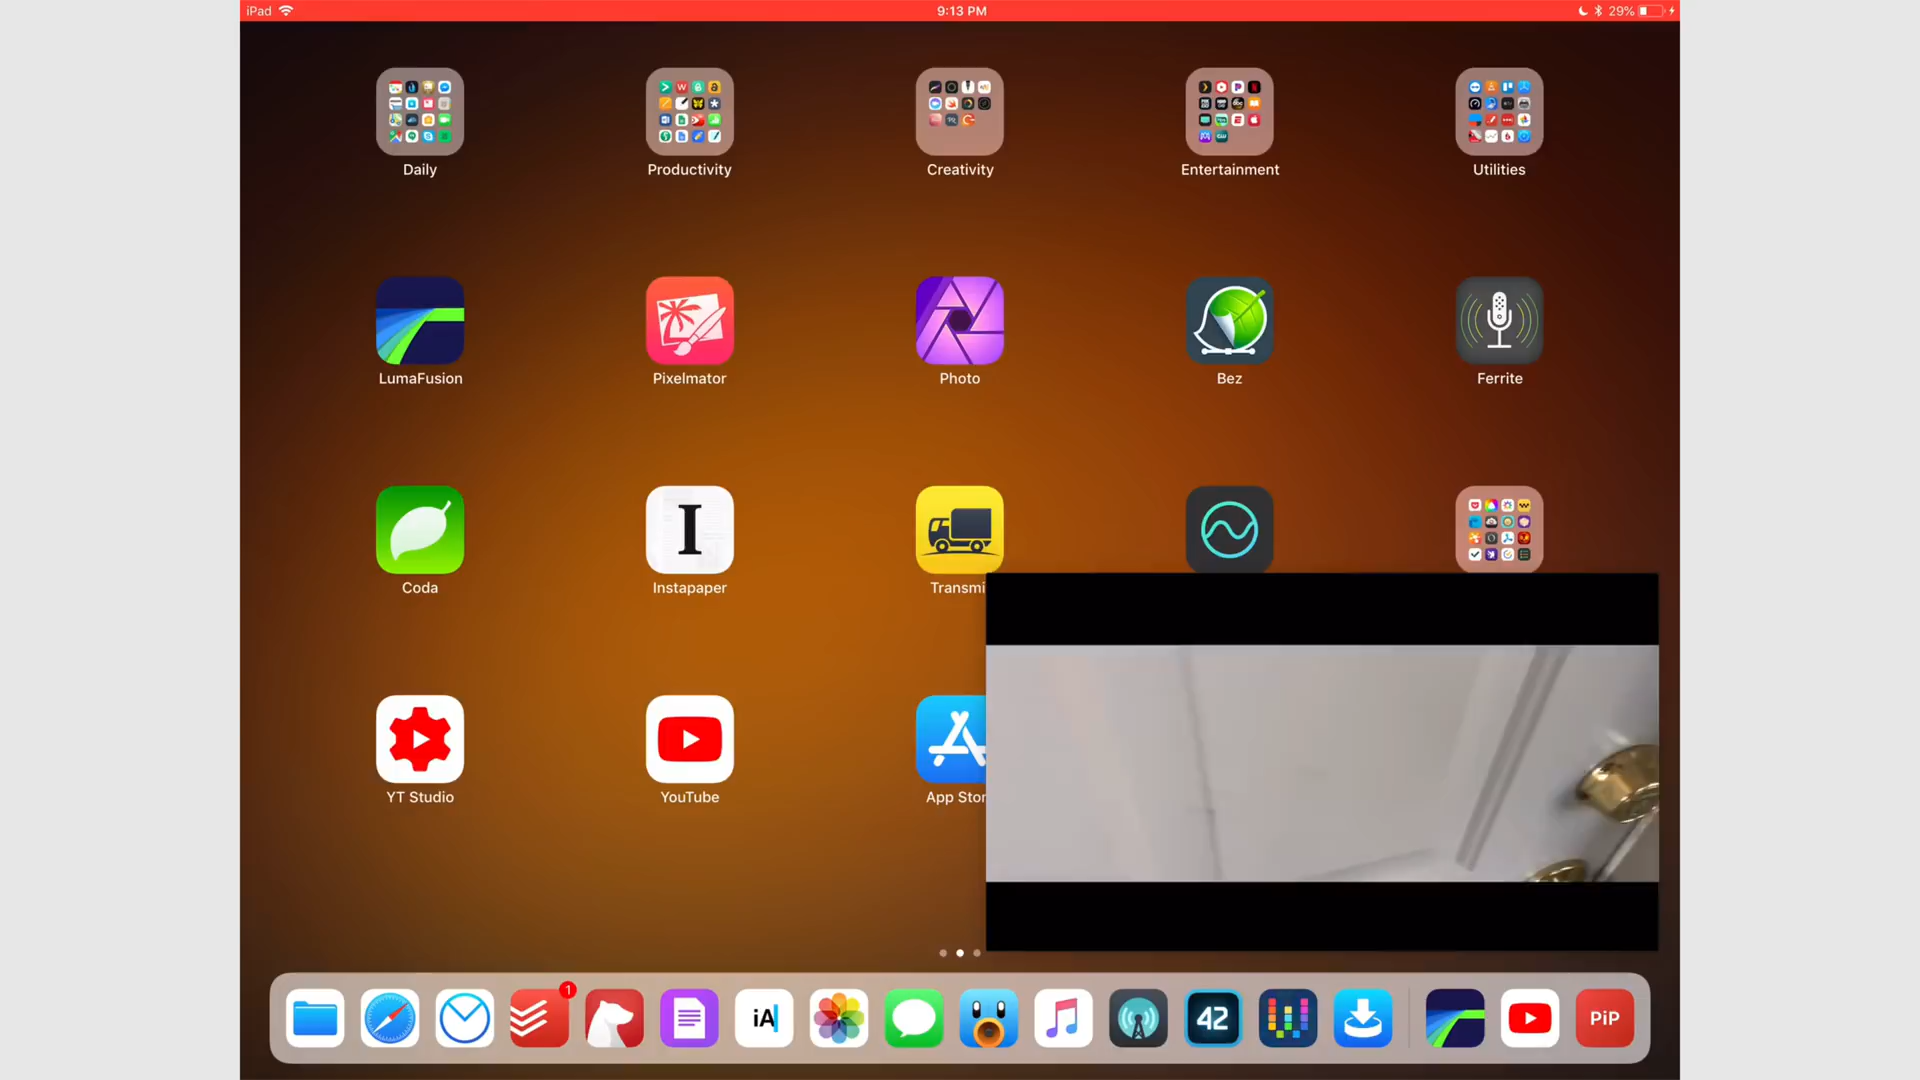 iPad 9:13 PM 29%
Daily Productivity Creativity Entertainment Utilities
LumaFusion Pixelmator Photo Bez Ferrite
I
Coda Instapaper Transmi
YT Studio YouTube App Stor
1
iA 42 PiP